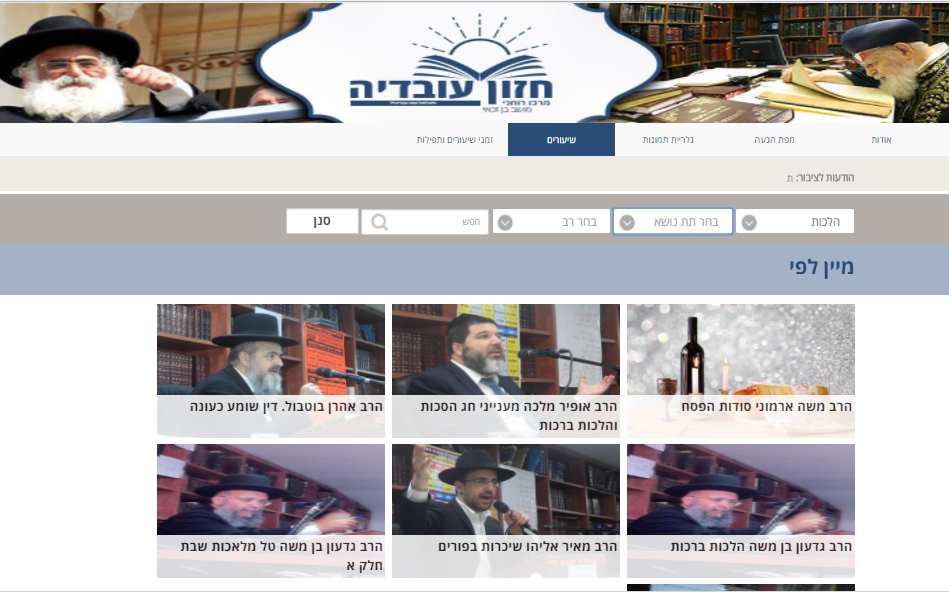 חזון עובדיה
מרכז רוחני
מושב בן זכאי
אודות
מפת הגעה
גלריית תמונות
שיעורים
זמני שיעורים ותפילות
הודעות לציבור: ת
הלכות
בחר תת נושא
בחר רב
חפש
סנן
מיין לפי
הרב משה ארמוני סודות הפסח
הרב אופיר מלכה מענייני חג הסכות
והלכות ברכות
הרב אהרן בוטבול. דין שומע כעונה
הרב גדעון בן משה הלכות ברכות
הרב מאיר אליהו שיכרות בפורים
הרב גדעון בן משה טל מלאכות שבת
חלק א